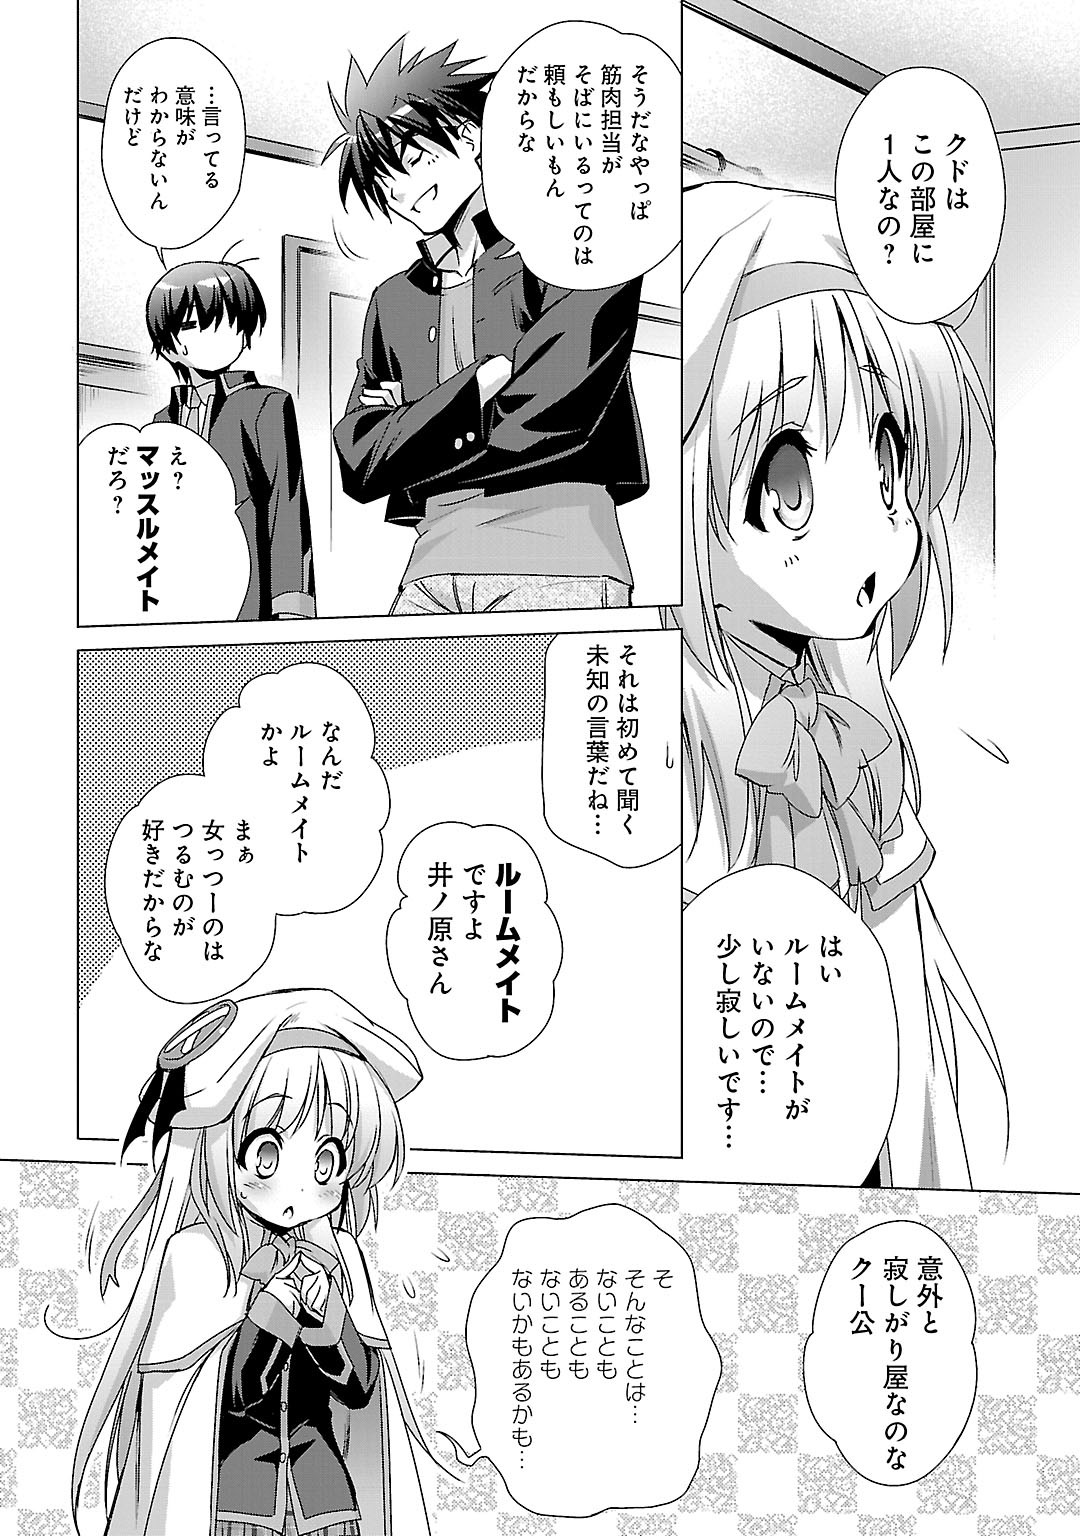 クドは
この部屋に
1人なの？
はい
ルームメイトが
いないので…
少し寂しいです…
そうだなやっぱ
筋肉担当が
そばにいるってのは
頼もしいもん
だからな
…言ってる
意味が
わからないん
だけど
え？
マッスルメイト
だろ？
それは初めて聞く
未知の言葉だね…
ルームメイト
ですよ
井ノ原さん
なんだ
ルームメイト
かよ
まぁ
女っつーのは
つるむのが
好きだからな
意外と
寂しがり屋なのな
クー公
そ
そんなことは…
ないことも
あることも
ないことも
ないかもあるかも…